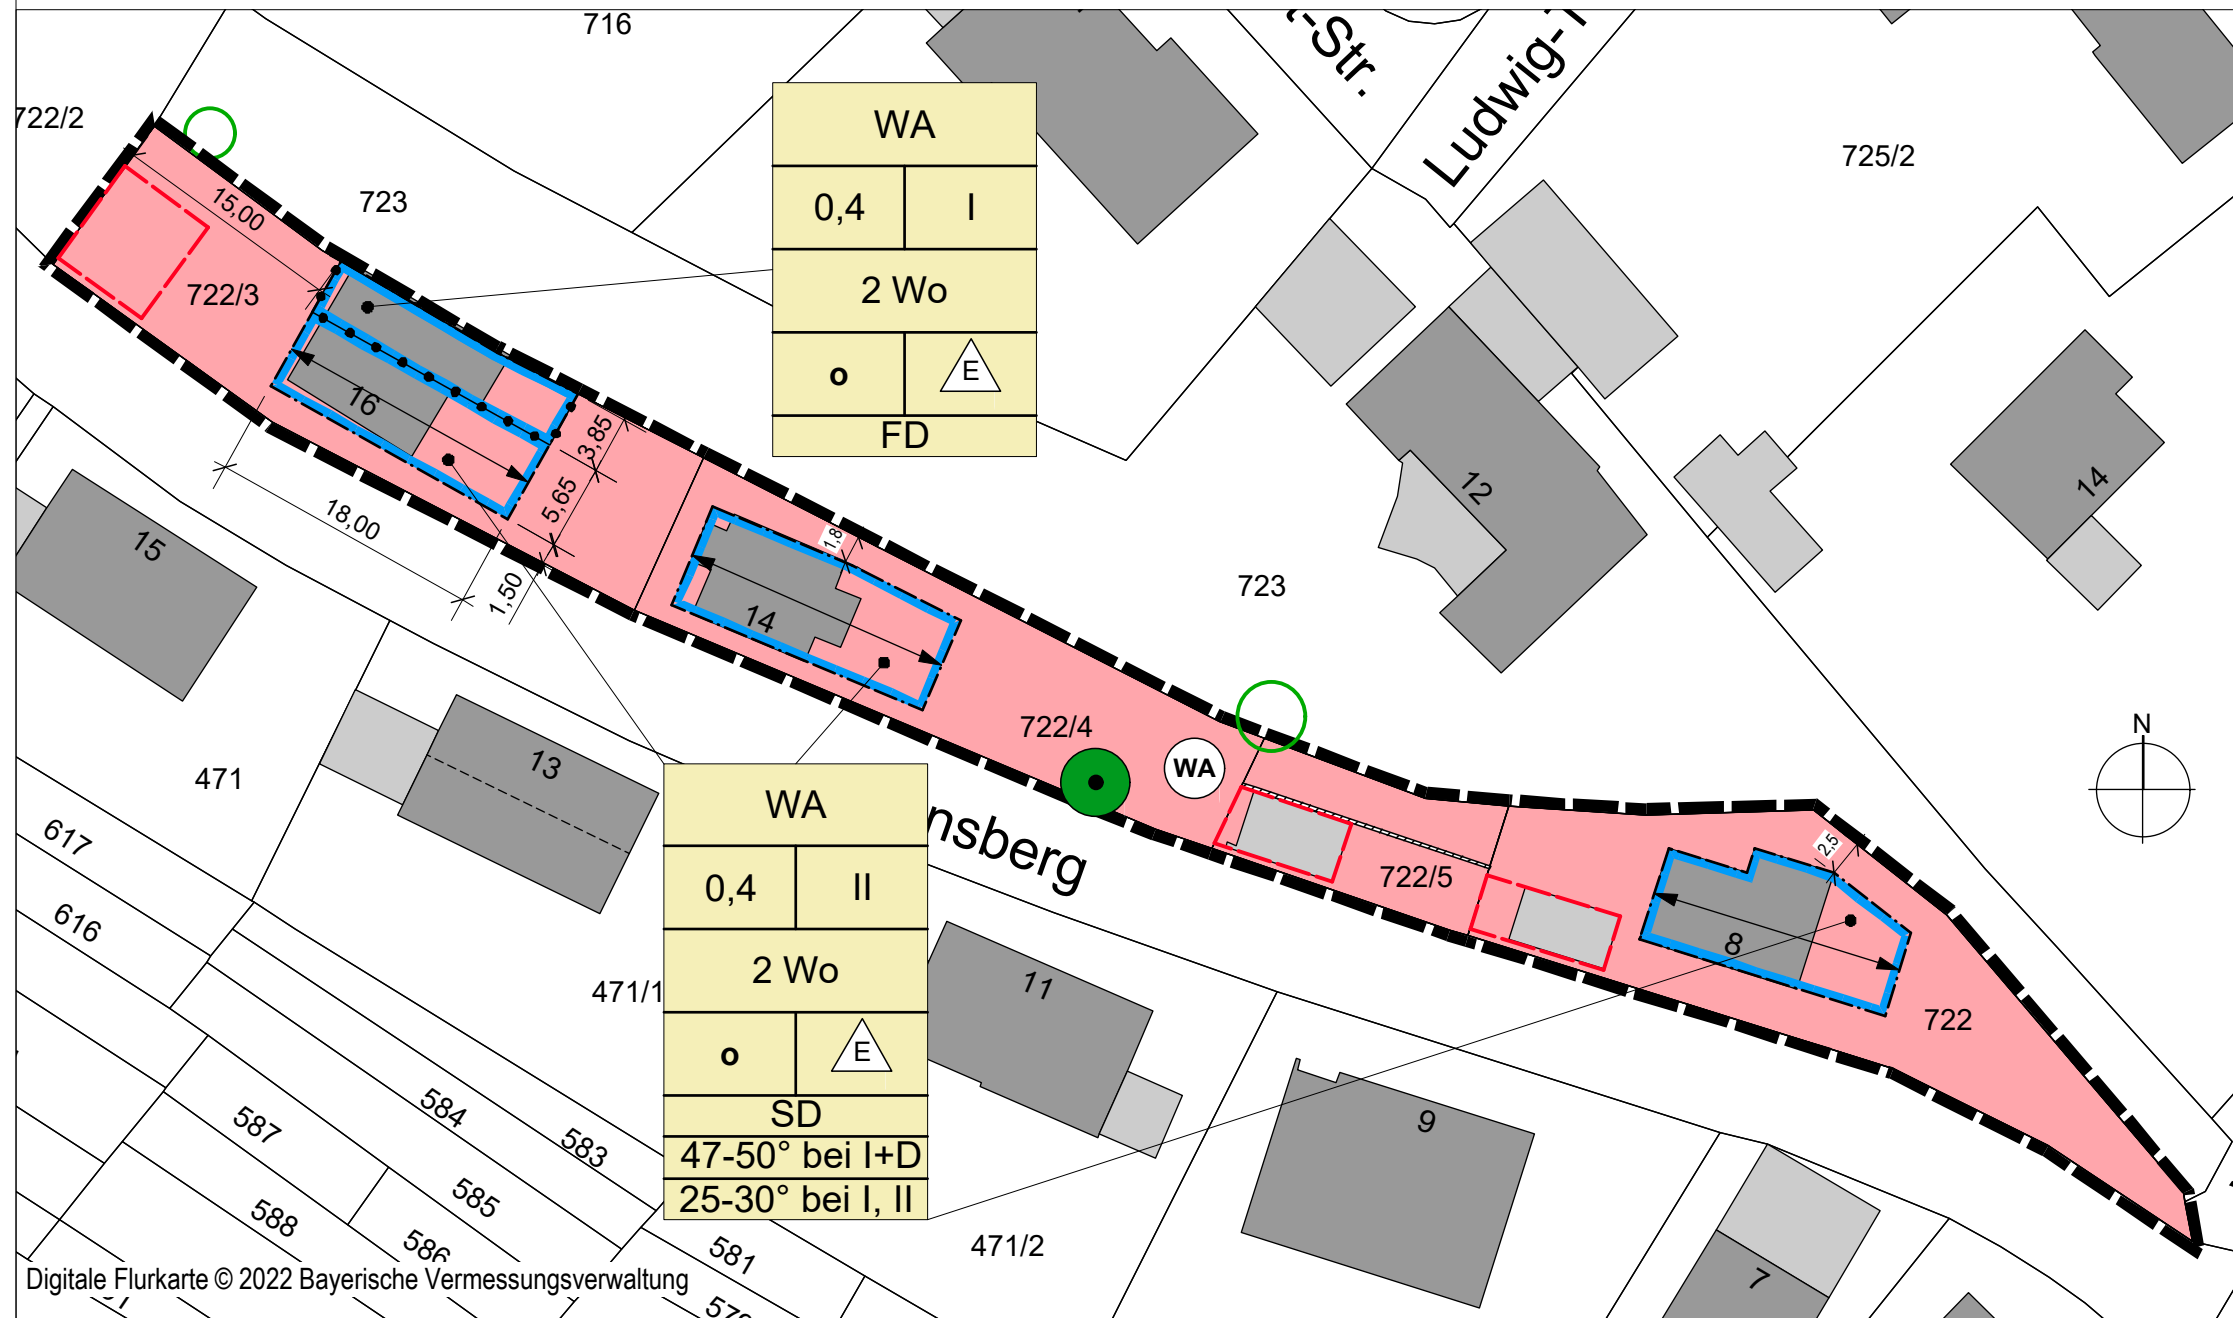 716
t-Str.
Ludwig-T
722/2
725/2
723
WA
0,4 I
2 Wo
o E
FD
15,00
722/3
16
3,85
5,65
18,00
1,50
15
1,8
14
12
14
723
722/4
WA
N
13
471
nsberg
722/5
2,5
8
722
WA
0,4 II
2 Wo
o E
SD
47-50° bei I+D
25-30° bei I, II
617
616
471/1
11
9
7
587
584
583
588
585
586
581
471/2
Digitale Flurkarte © 2022 Bayerische Vermessungsverwaltung